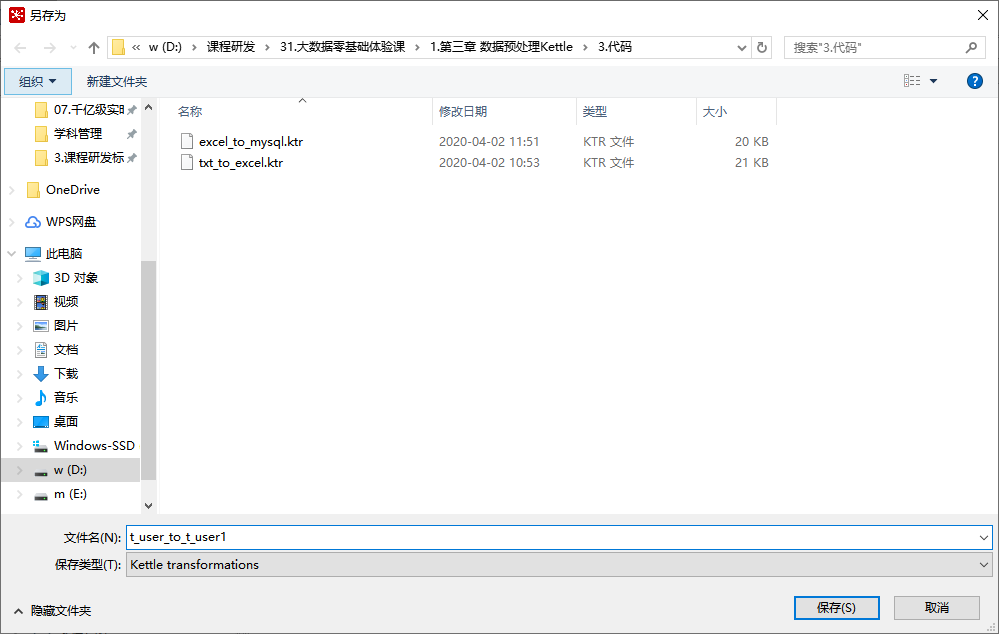 另存为
« w (D:) › 课程研发 › 31.大数据零基础体验课 › 1.第三章 数据预处理Kettle › 3.代码
搜索"3.代码"
组织 新建文件夹
名称 修改日期 类型 大小
excel_to_mysql.ktr 2020-04-02 11:51 KTR 文件 20 KB
txt_to_excel.ktr 2020-04-02 10:53 KTR 文件 21 KB
07.千亿级实时
学科管理
3.课程研发标
OneDrive
WPS网盘
此电脑
3D 对象
视频
图片
文档
下载
音乐
桌面
Windows-SSD
w (D:)
m (E:)
文件名(N): t_user_to_t_user1
保存类型(T): Kettle transformations
隐藏文件夹
保存(S) 取消